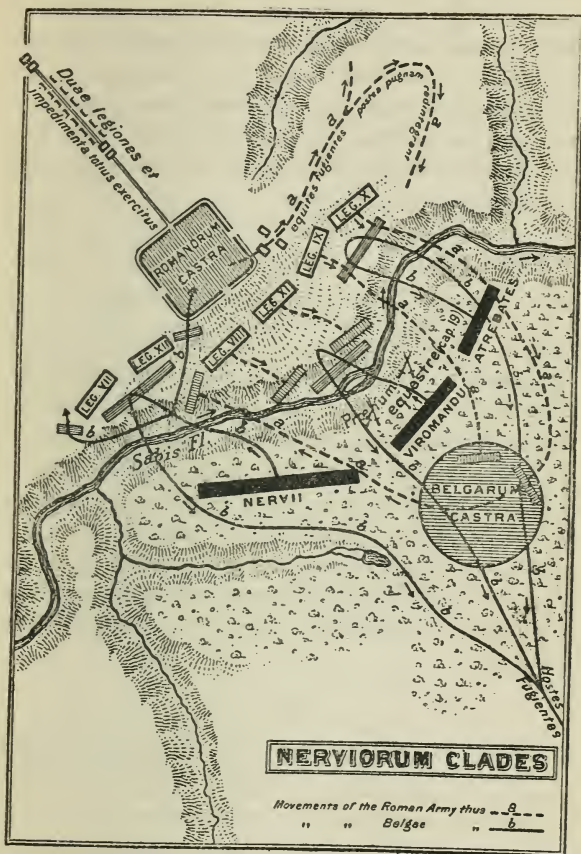 Duae legiones et
impedimenta totius exercitus
ROMANORUM
CASTRA
a
equites fugientes
a
postea pugnam
redintegrant
a
LEG. X
LEG. IX
LEG. XI
LEG. VIII
LEG. XII
LEG. VII
b
b
Sabis Fl
Proelium
equestre (cap. 19)
ATREBATES
VIROMANDUI
NERVII
BELGARUM
CASTRA
a
a
a
b
b
b
b
b
Hostes
Fugientes
NERVIORUM CLADES
Movements of the Roman Army thus a
" " Belgae " b